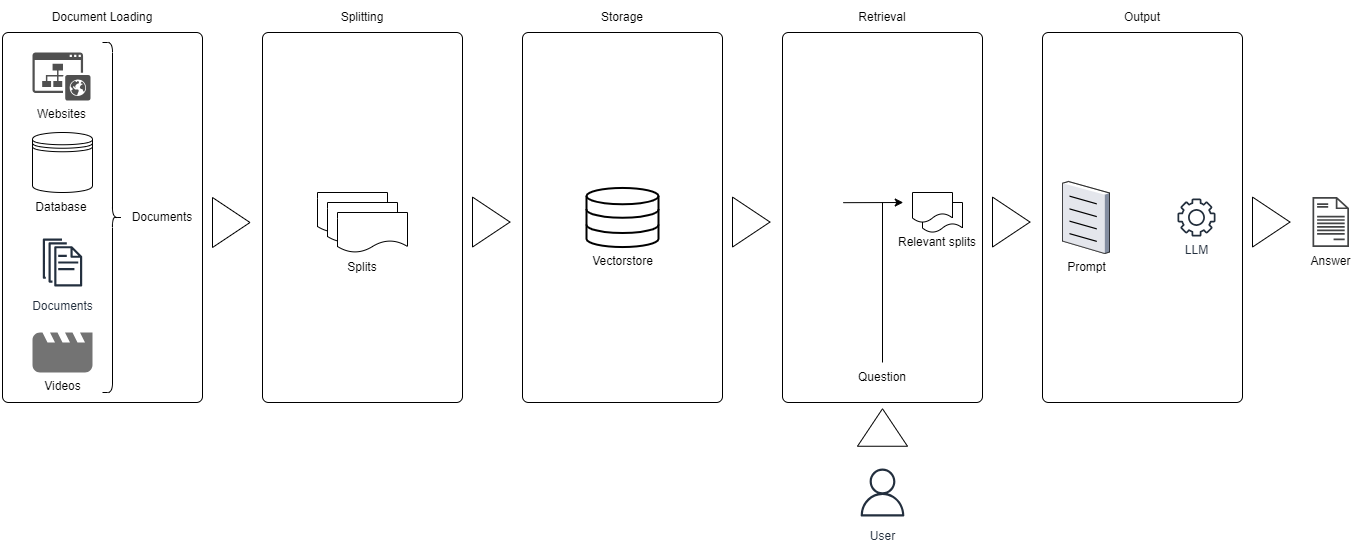 Document Loading
Splitting
Storage
Retrieval
Output
Websites
Database
Documents
Videos
Documents
Splits
Vectorstore
Relevant splits
Question
Prompt
LLM
Answer
User